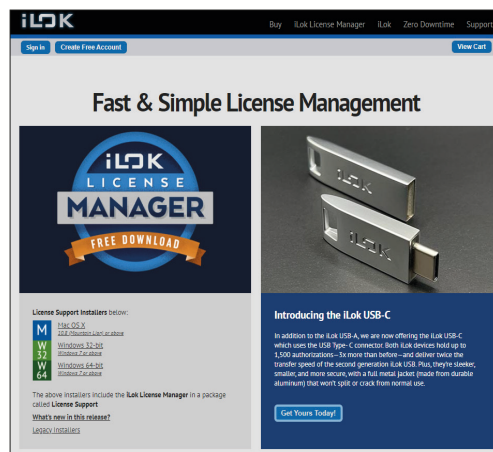 iLOK
Buy iLok License Manager iLok Zero Downtime Support
Sign in Create Free Account View Cart
Fast & Simple License Management
iLOK
LICENSE
MANAGER
FREE DOWNLOAD
iLOK
iLOK
License Support Installers below:
M Mac OS X
10.8 (Mountain Lion) or above
W 32 Windows 32-bit
Windows 7 or above
W 64 Windows 64-bit
Windows 7 or above
The above installers include the iLok License Manager in a package
called License Support
What's new in this release?
Legacy Installers
Introducing the iLok USB-C
In addition to the iLok USB-A, we are now offering the iLok USB-C
which uses the USB Type-C connector. Both iLok devices hold up to
1,500 authorizations—3x more than before—and deliver twice the
transfer speed of the second generation iLok USB. Plus, they're sleeker,
smaller, and more secure, with a full metal jacket (made from durable
aluminum) that won't split or crack from normal use.
Get Yours Today!